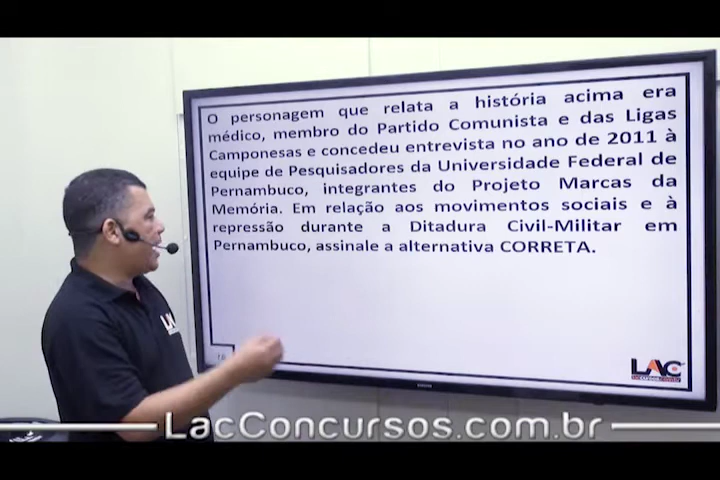 O personagem que relata a história acima era
médico, membro do Partido Comunista e das Ligas
Camponesas e concedeu entrevista no ano de 2011 à
equipe de Pesquisadores da Universidade Federal de
Pernambuco, integrantes do Projeto Marcas da
Memória. Em relação aos movimentos sociais e à
repressão durante a Ditadura Civil-Militar em
Pernambuco, assinale a alternativa CORRETA.
LAC
LAC
LacConcursos.com.br